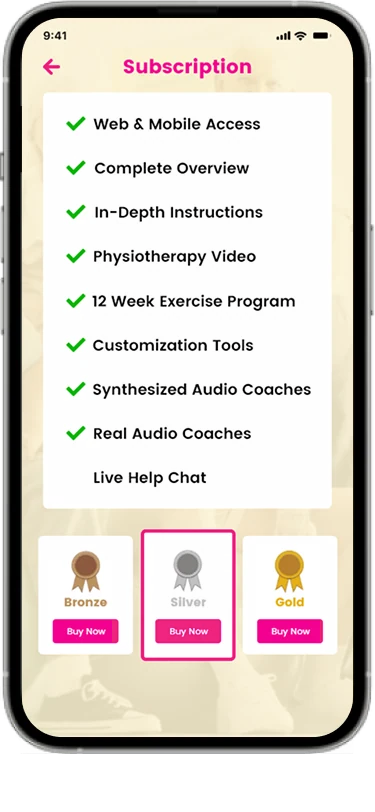 9:41
Subscription
Web & Mobile Access
Complete Overview
In-Depth Instructions
Physiotherapy Video
12 Week Exercise Program
Customization Tools
Synthesized Audio Coaches
Real Audio Coaches
Live Help Chat
Bronze Silver Gold
Buy Now Buy Now Buy Now